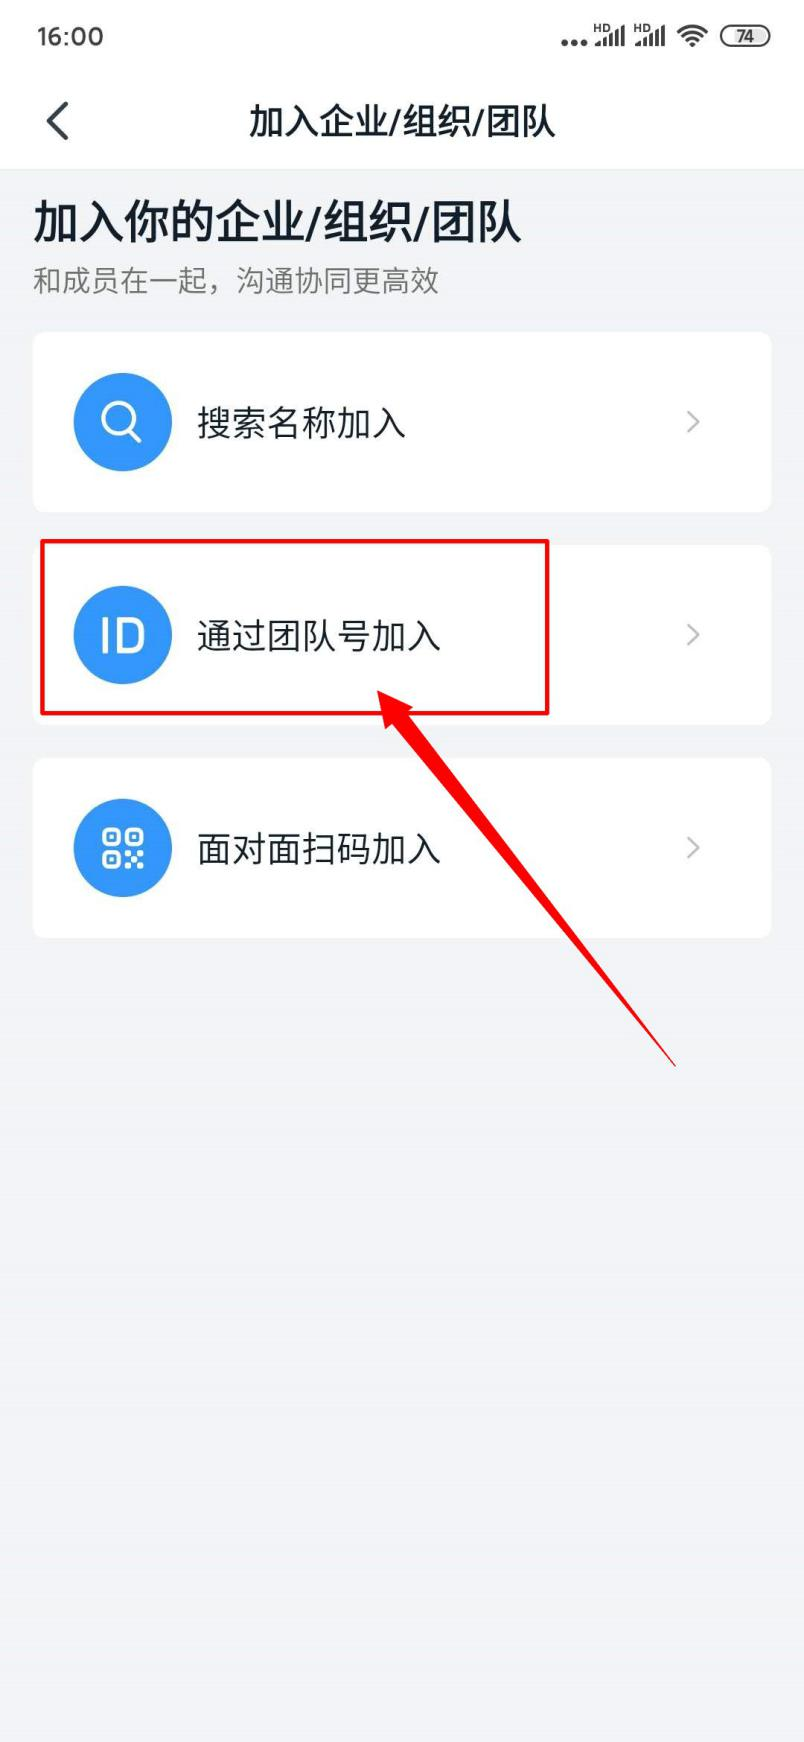 16:00
HD HD 74
加入企业/组织/团队
加入你的企业/组织/团队
和成员在一起，沟通协同更高效
搜索名称加入
ID 通过团队号加入
面对面扫码加入